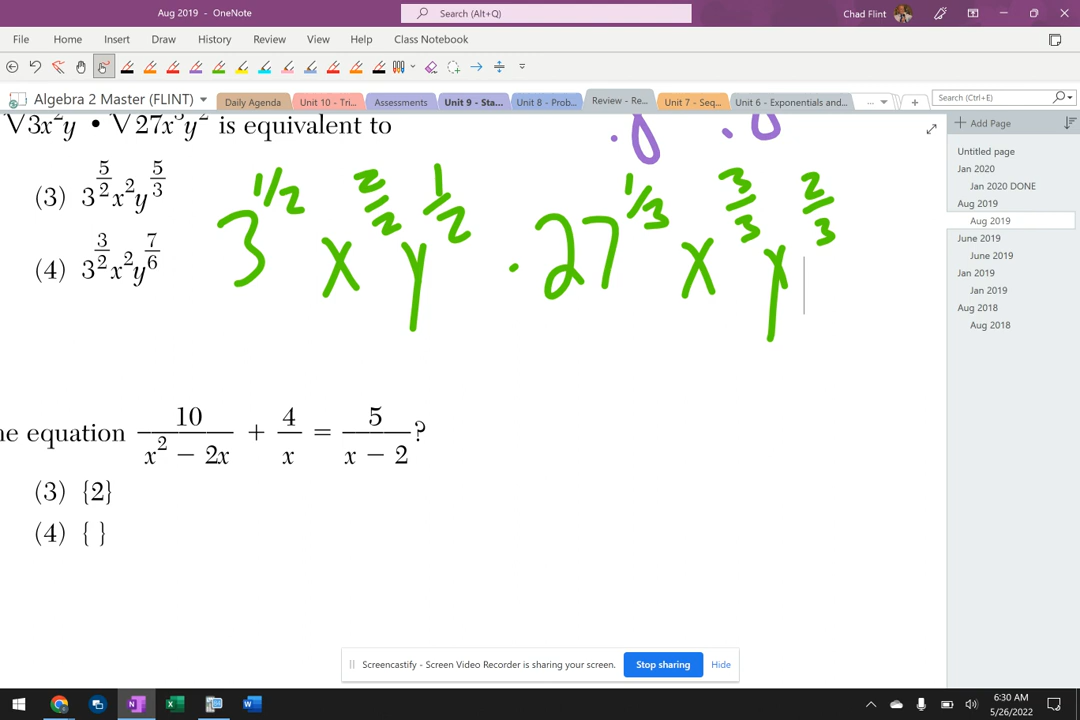 Aug 2019 - OneNote
Search (Alt+Q)
Chad Flint
File Home Insert Draw History Review View Help Class Notebook
Algebra 2 Master (FLINT)
Daily Agenda Unit 10 - Tri... Assessments Unit 9 - Sta... Unit 8 - Prob... Review - Re... Unit 7 - Seq... Unit 6 - Exponentials and... ...
Search (Ctrl+E)
Add Page
Untitled page
Jan 2020
Jan 2020 DONE
Aug 2019
Aug 2019
June 2019
June 2019
Jan 2019
Jan 2019
Aug 2018
Aug 2018
√3x²y • √27x³y² is equivalent to
(3) 3^(5/2) x² y^(5/3)
(4) 3^(3/2) x² y^(7/6)
3^(1/2) x^(2/2) y^(1/2) · 27^(1/3) x^(3/3) y^(2/3)
ne equation 10/(x² − 2x) + 4/x = 5/(x − 2)?
(3) {2}
(4) { }
Screencastify - Screen Video Recorder is sharing your screen. Stop sharing Hide
6:30 AM
5/26/2022